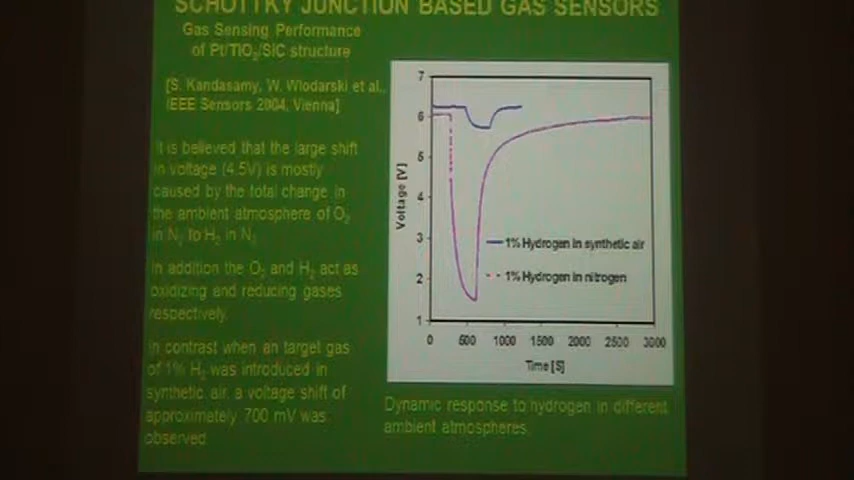 SCHOTTKY JUNCTION BASED GAS SENSORS
Gas Sensing Performance
of Pt/TiO₂/SiC structure
[S. Kandasamy, W. Wlodarski et al.,
IEEE Sensors 2004, Vienna]
It is believed that the large shift
in voltage (4.5V) is mostly
caused by the total change in
the ambient atmosphere of O₂
in N₂ to H₂ in N₂
In addition the O₂ and H₂ act as
oxidizing and reducing gases
respectively.
In contrast when an target gas
of 1% H₂ was introduced in
synthetic air, a voltage shift of
approximately 700 mV was
observed
7
6
5
4
3
2
1
Voltage [V]
1% Hydrogen in synthetic air
1% Hydrogen in nitrogen
0 500 1000 1500 2000 2500 3000
Time [S]
Dynamic response to hydrogen in different
ambient atmospheres.